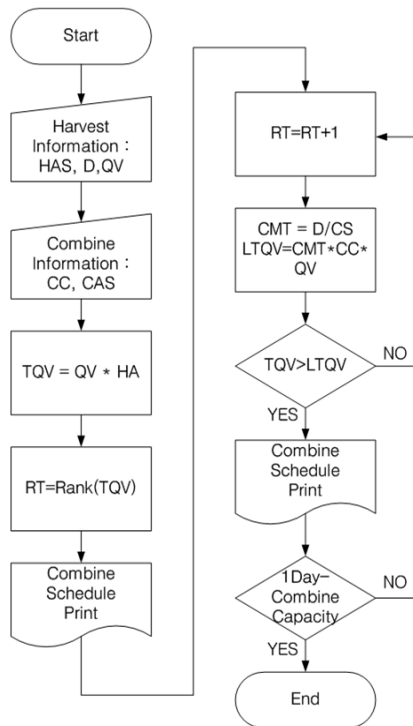 Start
Harvest
Information :
HAS, D,QV
Combine
Information :
CC, CAS
TQV = QV * HA
RT=Rank(TQV)
Combine
Schedule
Print
RT=RT+1
CMT = D/CS
LTQV=CMT*CC*
QV
TQV>LTQV
NO
YES
Combine
Schedule
Print
1Day-
Combine
Capacity
NO
YES
End